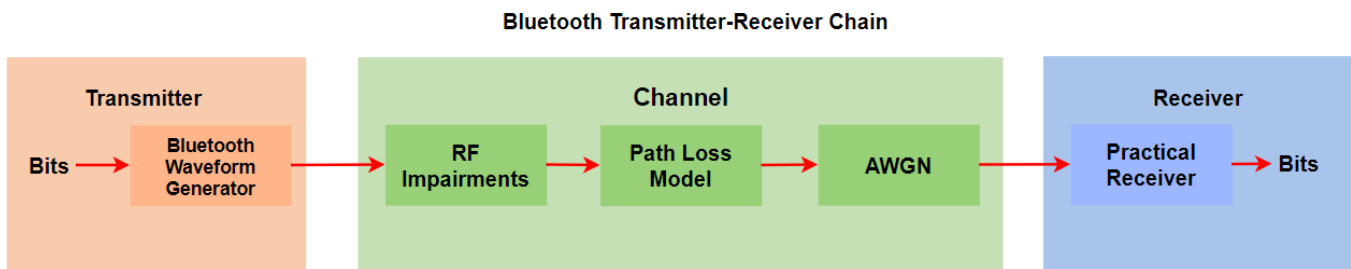 Bluetooth Transmitter-Receiver Chain
Transmitter
Bits
Bluetooth
Waveform
Generator
Channel
RF
Impairments
Path Loss
Model
AWGN
Receiver
Practical
Receiver
Bits